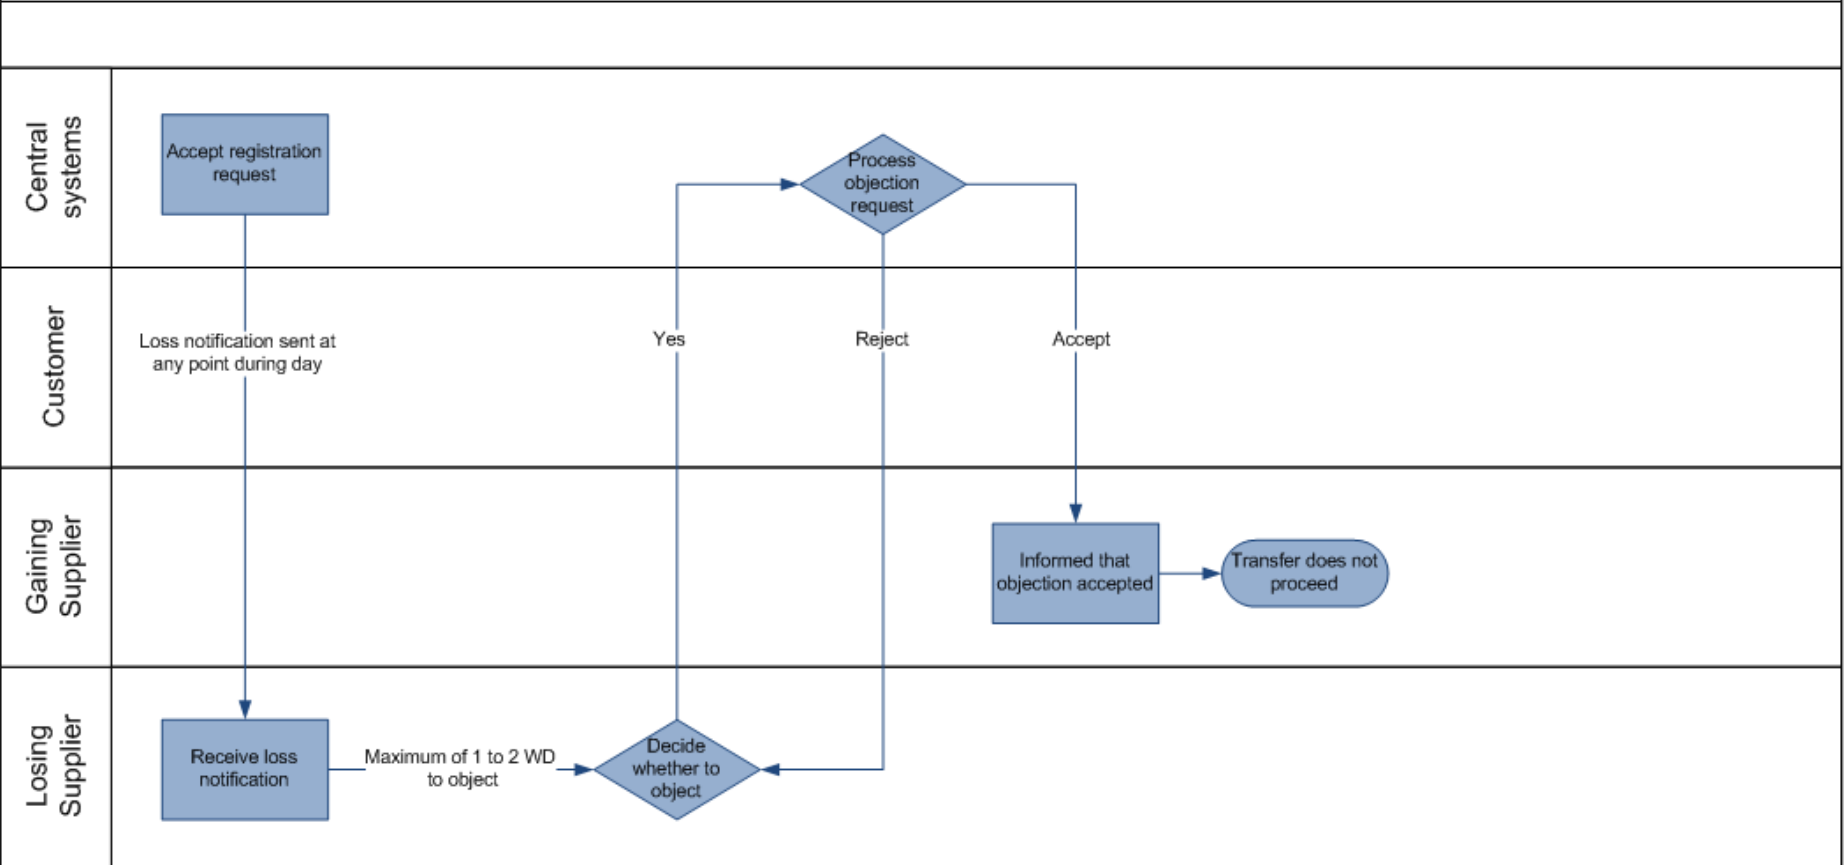 Central
systems
Accept registration
request
Process
objection
request
Customer
Loss notification sent at
any point during day
Yes
Reject
Accept
Gaining
Supplier
Informed that
objection accepted
Transfer does not
proceed
Losing
Supplier
Receive loss
notification
Maximum of 1 to 2 WD
to object
Decide
whether to
object